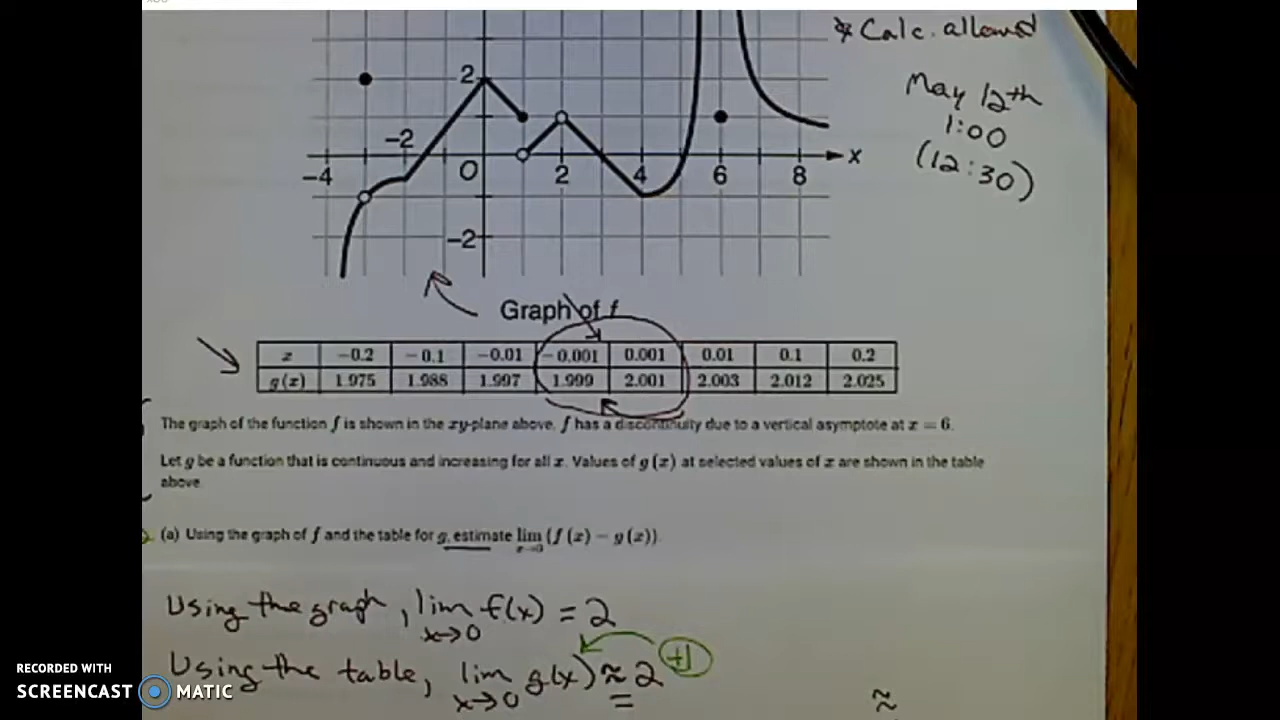 * Calc. allowed
May 12th
1:00
(12:30)
2
-2
-4 O 2 4 6 8 x
-2
Graph of f
x -0.2 -0.1 -0.01 -0.001 0.001 0.01 0.1 0.2
g(x) 1.975 1.988 1.997 1.999 2.001 2.003 2.012 2.025
The graph of the function f is shown in the xy-plane above. f has a discontinuity due to a vertical asymptote at x = 6.
Let g be a function that is continuous and increasing for all x. Values of g(x) at selected values of x are shown in the table
above.
(a) Using the graph of f and the table for g, estimate lim x→0 (f(x) − g(x)).
Using the graph, lim x→0 f(x) = 2
+1
Using the table, lim x→0 g(x) ≈ 2
≈
RECORDED WITH
SCREENCAST MATIC